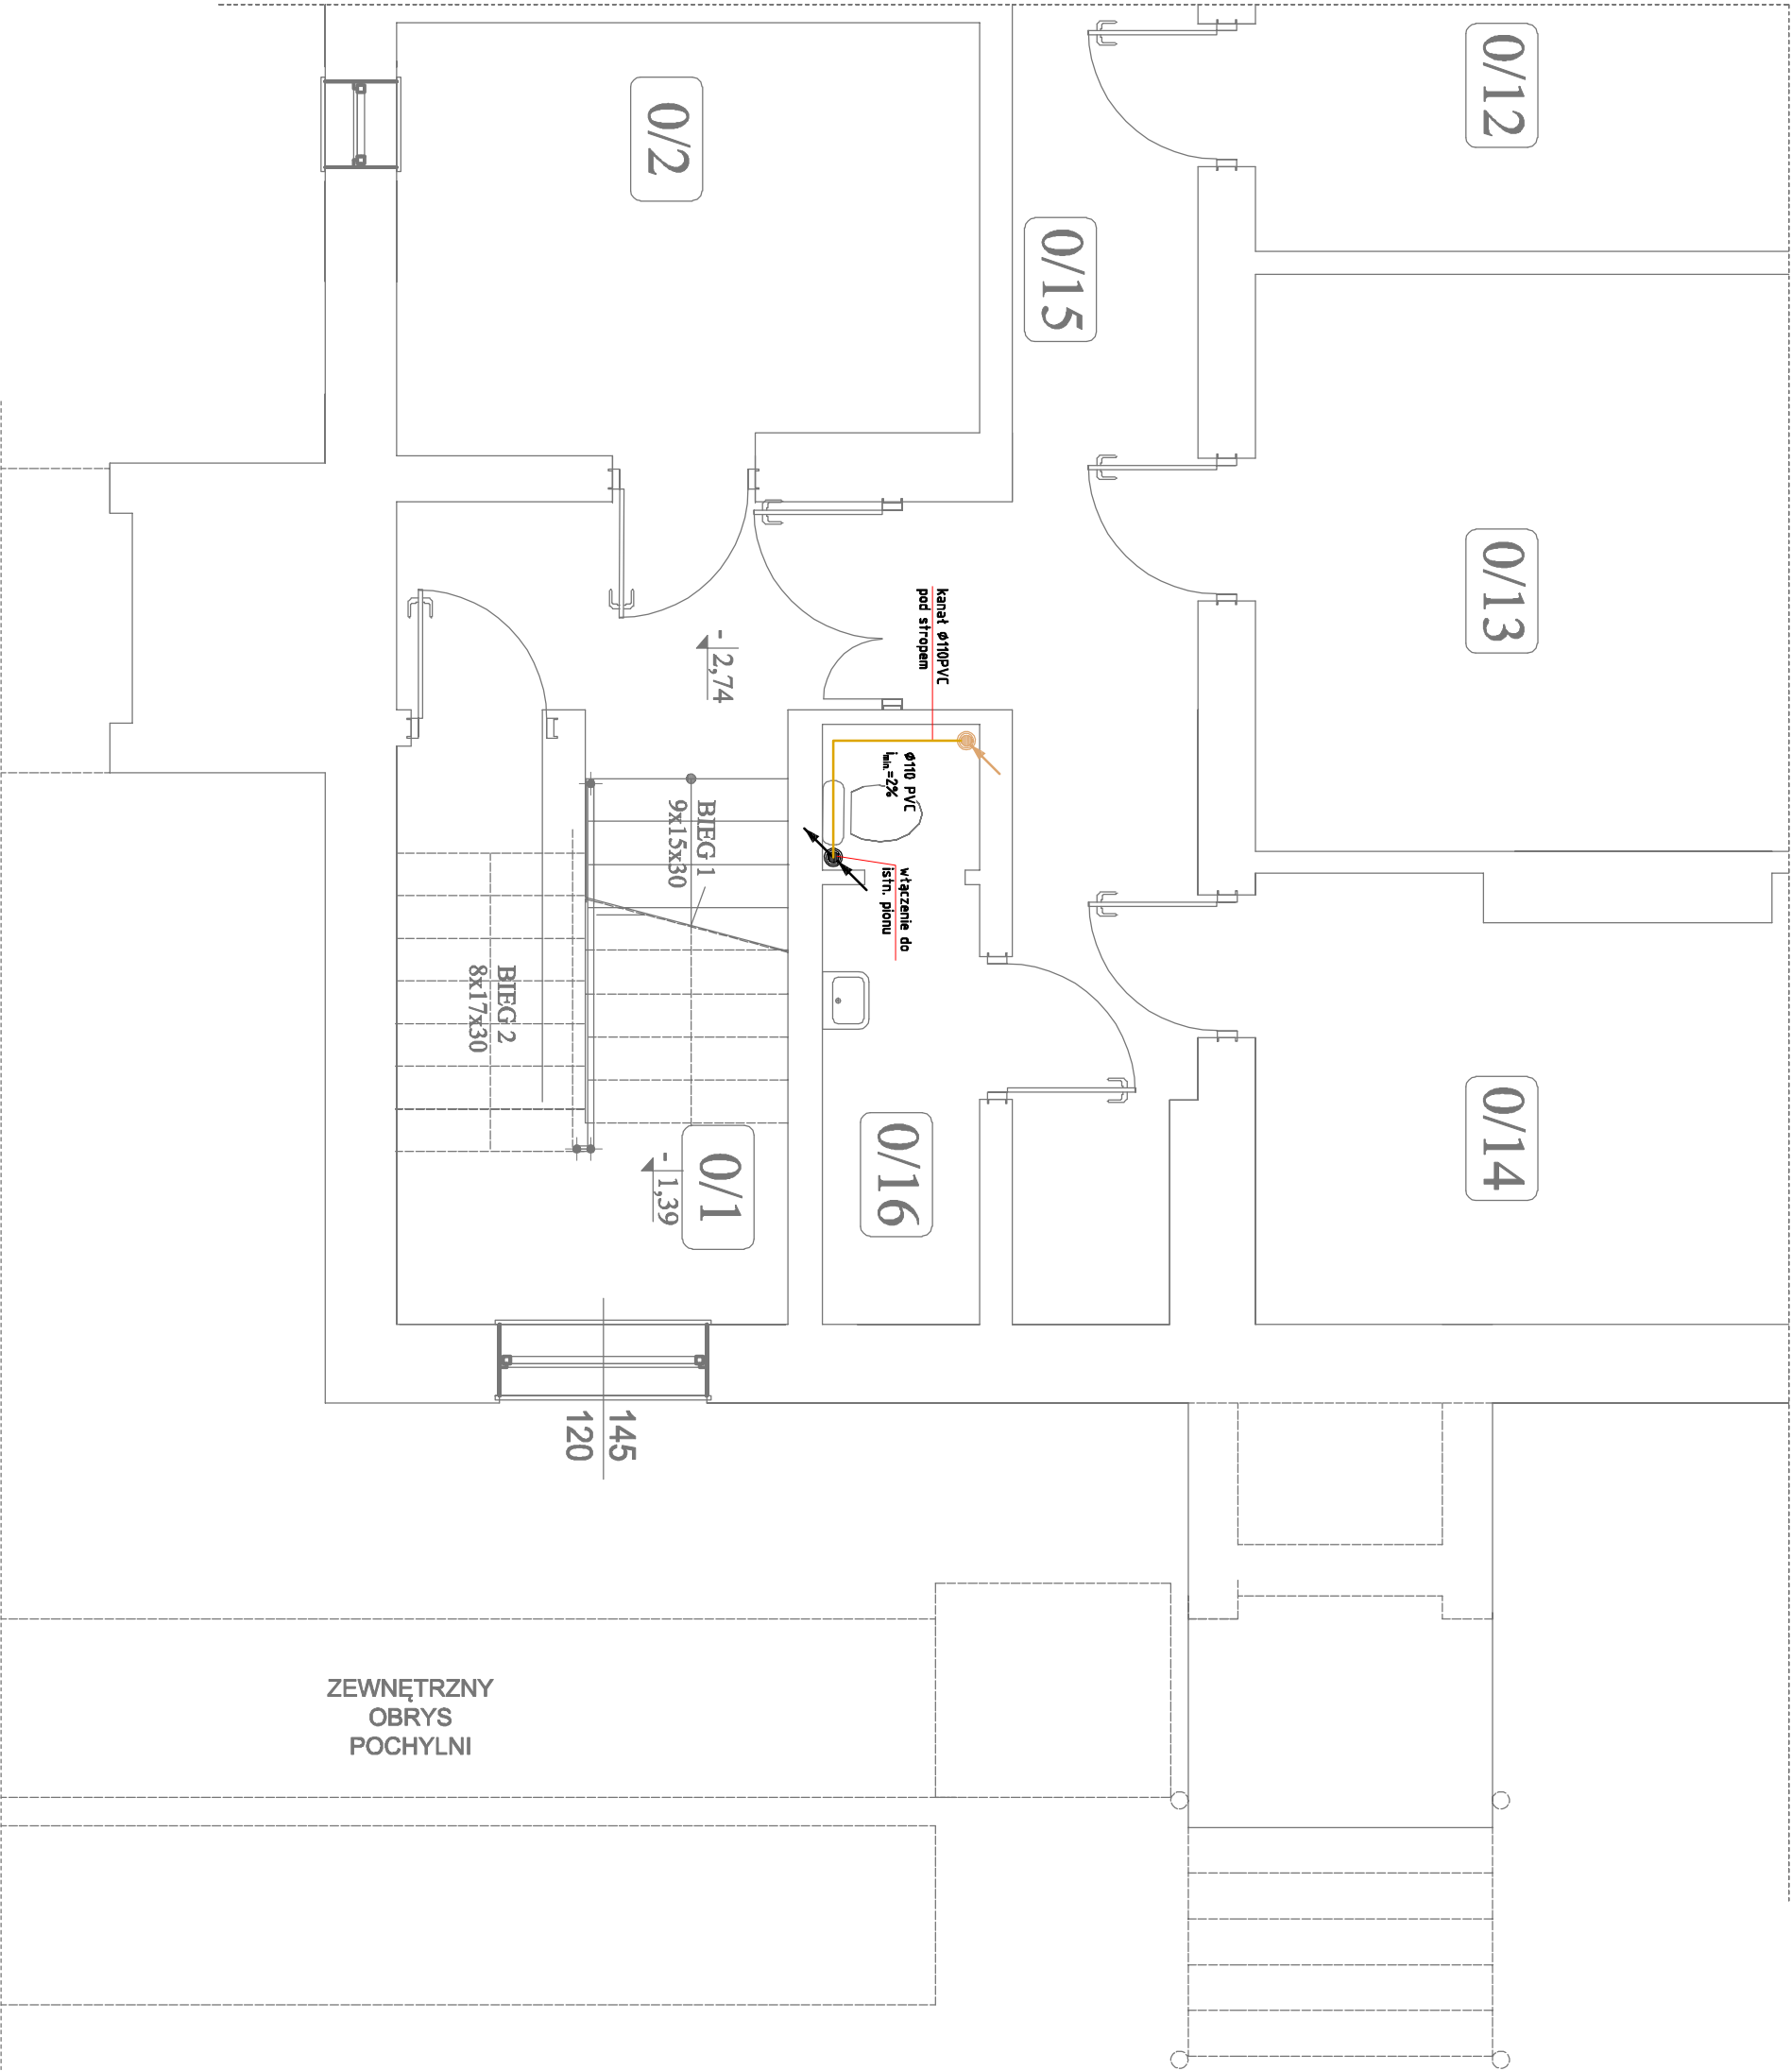 0/12
0/2
0/15
0/13
kanał ø110PVC
pod stropem
- 2,74
ø110 PVC
imin.=2%
BIEG 1
9x15x30
włączenie do
istn. pionu
BIEG 2
8x17x30
0/14
0/16
0/1
- 1,39
145
120
ZEWNĘTRZNY
OBRYS
POCHYLNI